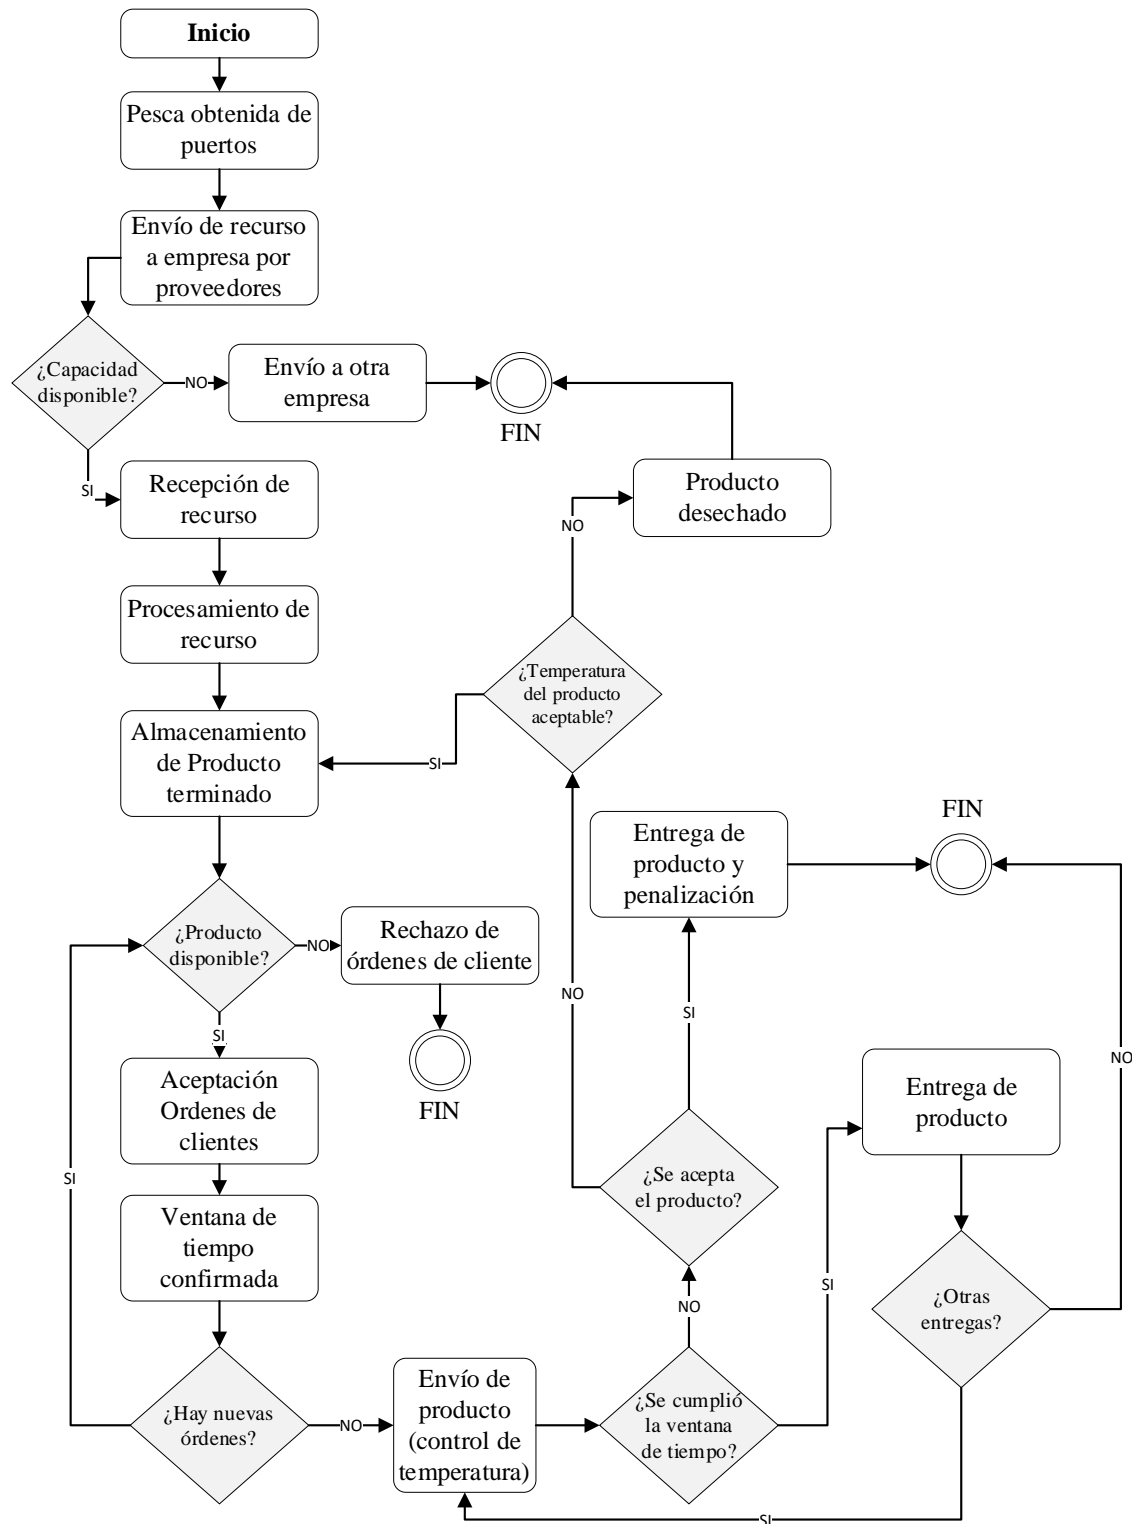 Inicio
Pesca obtenida de
puertos
Envío de recurso
a empresa por
proveedores
¿Capacidad
disponible?
NO
Envío a otra
empresa
FIN
SI
Recepción de
recurso
Producto
desechado
NO
Procesamiento de
recurso
¿Temperatura
del producto
aceptable?
SI
Almacenamiento
de Producto
terminado
Entrega de
producto y
penalización
FIN
¿Producto
disponible?
NO
Rechazo de
órdenes de cliente
FIN
NO
SI
SI
Aceptación
Ordenes de
clientes
Entrega de
producto
NO
SI
¿Se acepta
el producto?
Ventana de
tiempo
confirmada
SI
NO
¿Otras
entregas?
¿Hay nuevas
órdenes?
NO
Envío de
producto
(control de
temperatura)
¿Se cumplió
la ventana
de tiempo?
SI